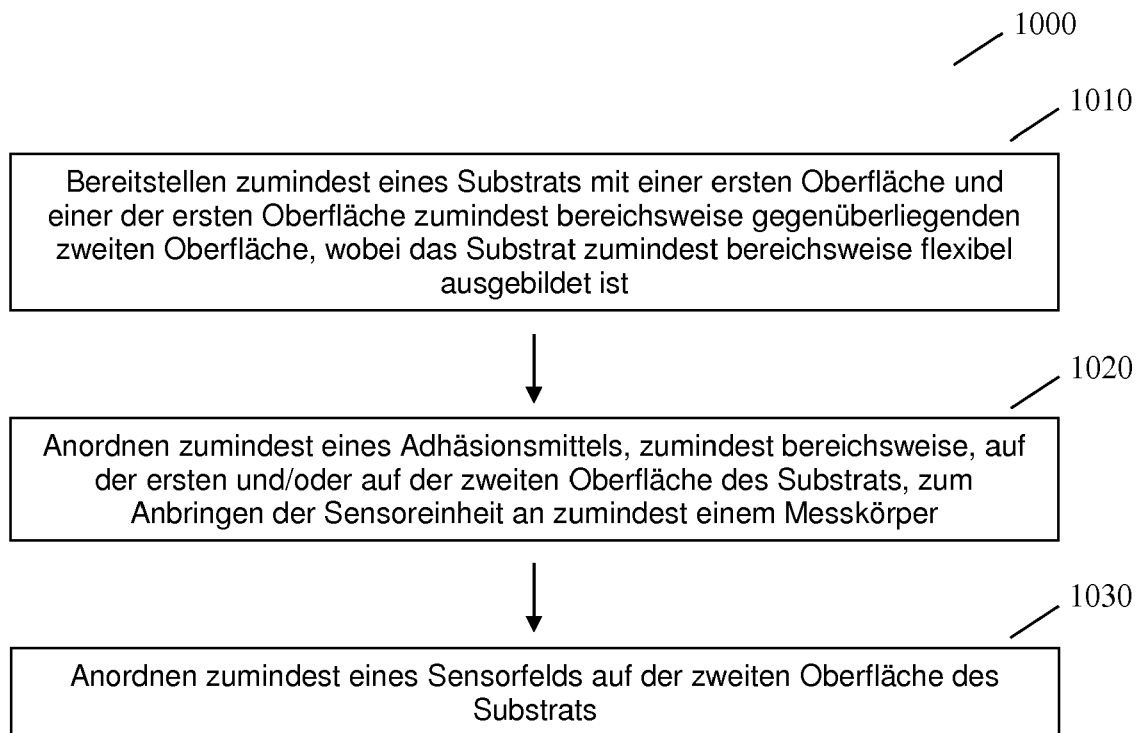 1000
1010
Bereitstellen zumindest eines Substrats mit einer ersten Oberfläche und
einer der ersten Oberfläche zumindest bereichsweise gegenüberliegenden
zweiten Oberfläche, wobei das Substrat zumindest bereichsweise flexibel
ausgebildet ist
1020
Anordnen zumindest eines Adhäsionsmittels, zumindest bereichsweise, auf
der ersten und/oder auf der zweiten Oberfläche des Substrats, zum
Anbringen der Sensoreinheit an zumindest einem Messkörper
1030
Anordnen zumindest eines Sensorfelds auf der zweiten Oberfläche des
Substrats